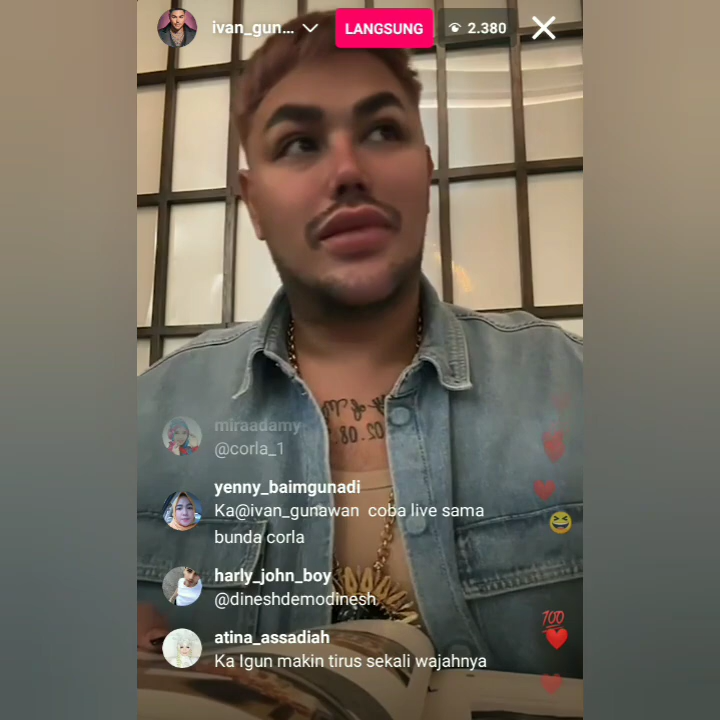 ivan_gun...
LANGSUNG
2.380
miraadamy
@corla_1
yenny_baimgunadi
Ka@ivan_gunawan coba live sama
bunda corla
harly_john_boy
@dineshdemodinesh
atina_assadiah
Ka Igun makin tirus sekali wajahnya
100